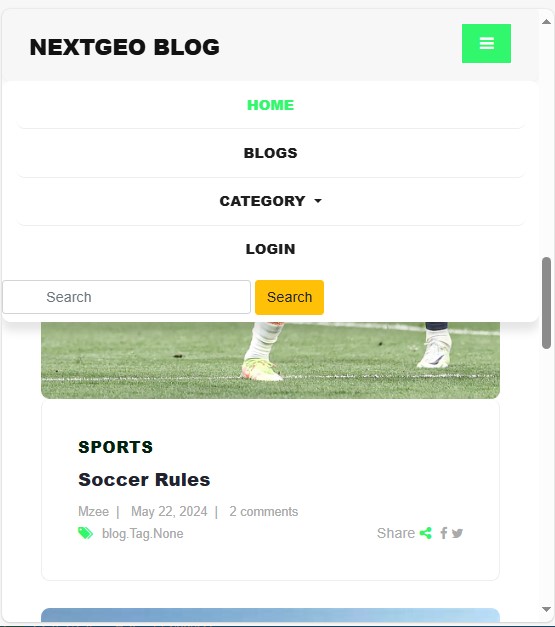 NEXTGEO BLOG
HOME
BLOGS
CATEGORY
LOGIN
Search Search
SPORTS
Soccer Rules
Mzee | May 22, 2024 | 2 comments
blog.Tag.None Share